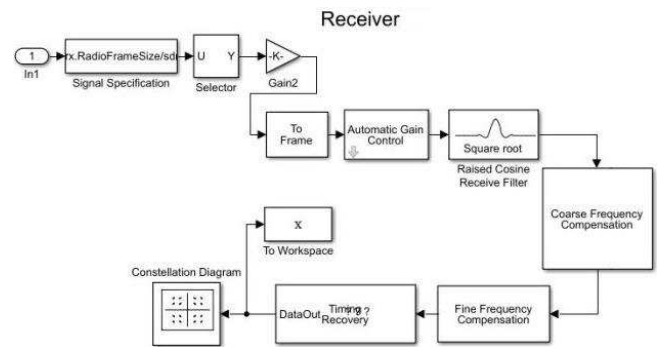 Receiver
1
In1
rx.RadioFrameSize/sdr
Signal Specification
U Y
Selector
-K-
Gain2
To
Frame
Automatic Gain
Control
Square root
Raised Cosine
Receive Filter
Coarse Frequency
Compensation
x
To Workspace
Constellation Diagram
DataOut
Timing
Recovery
???
Fine Frequency
Compensation